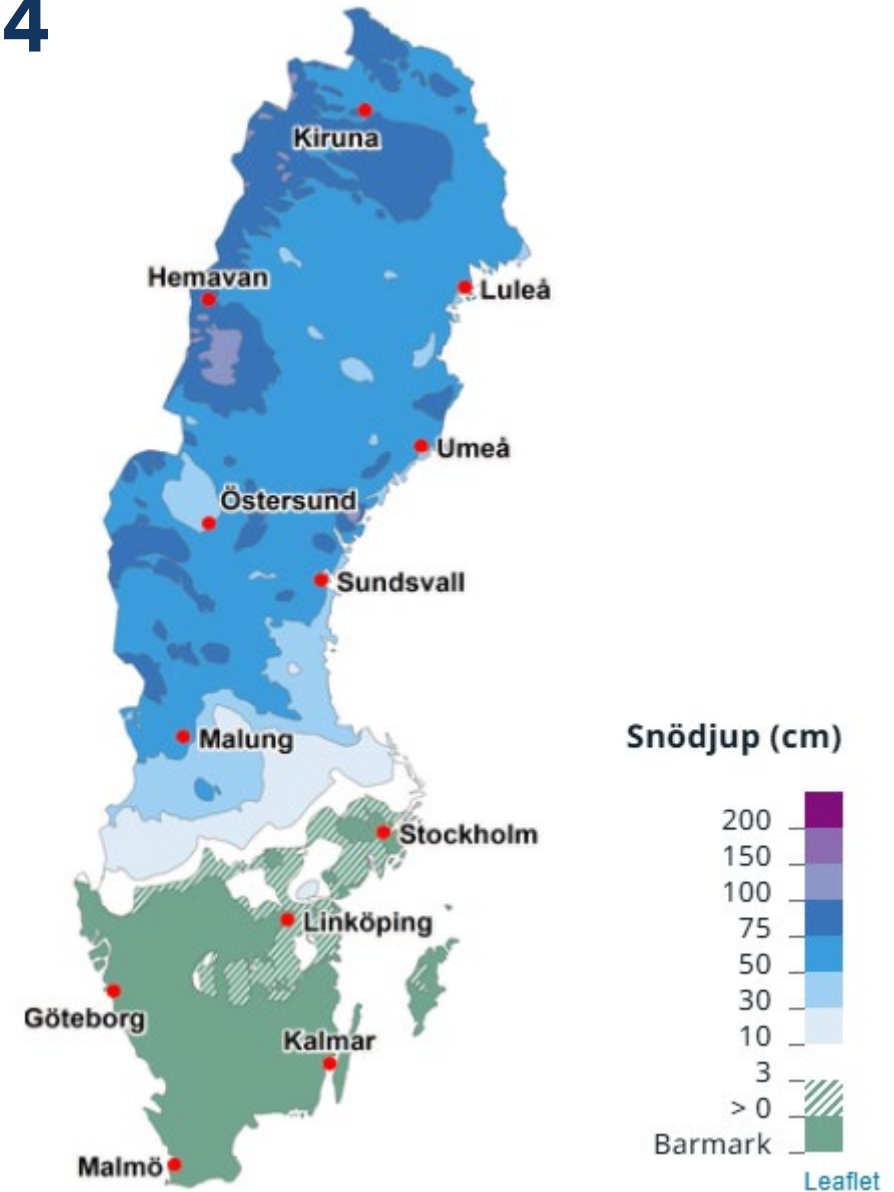 4
Kiruna
Hemavan
Luleå
Umeå
Östersund
Sundsvall
Malung
Stockholm
Linköping
Göteborg
Kalmar
Malmö
Snödjup (cm)
200
150
100
75
50
30
10
3
> 0
Barmark
Leaflet